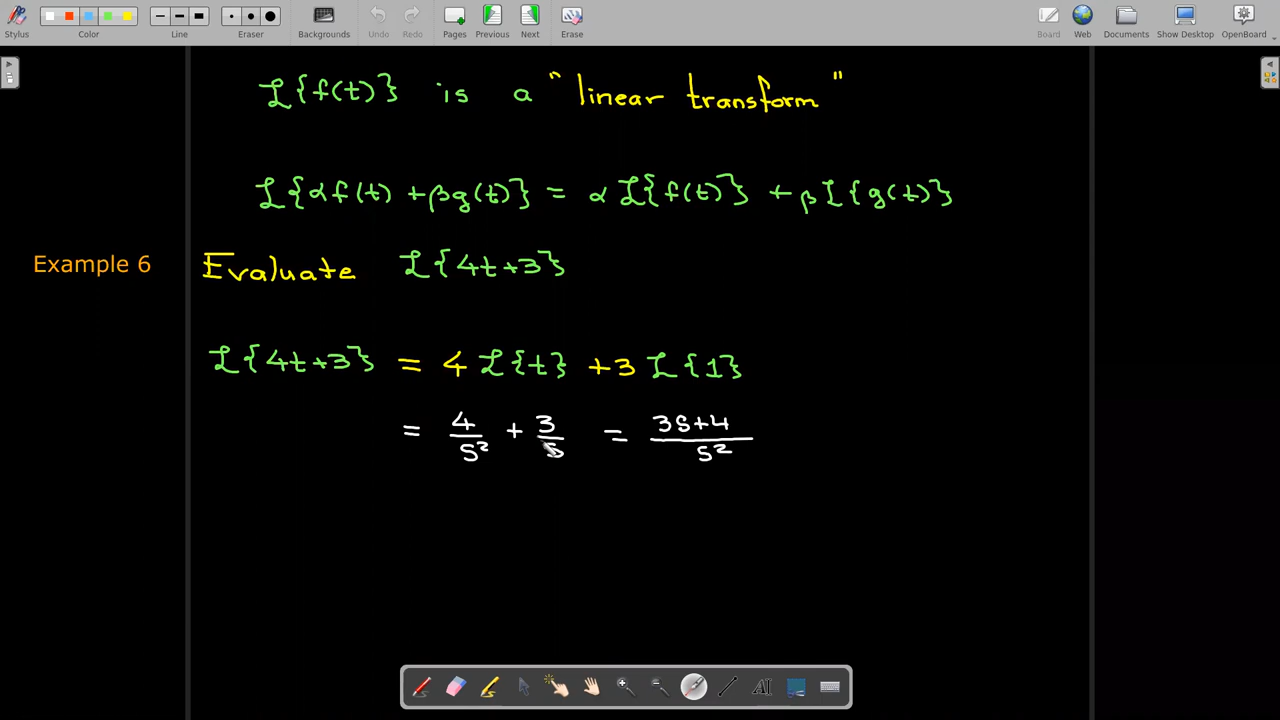 Stylus Color Line Eraser Backgrounds Undo Redo Pages Previous Next Erase Board Web Documents Show Desktop OpenBoard
ℒ{f(t)} is a "linear transform"
ℒ{αf(t) + βg(t)} = αℒ{f(t)} + βℒ{g(t)}
Example 6 Evaluate ℒ{4t+3}
ℒ{4t+3} = 4ℒ{t} + 3ℒ{1}
= 4/s² + 3/s = (3s+4)/s²
AI